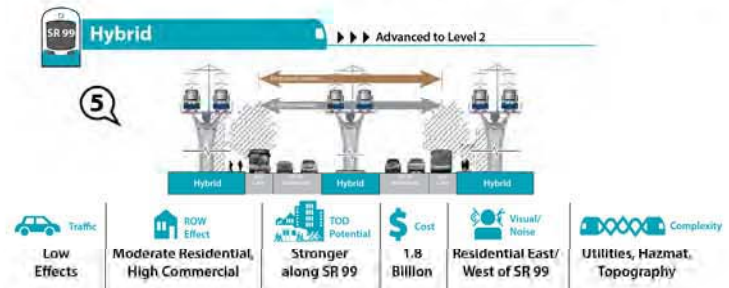 SR 99
Hybrid
Advanced to Level 2
5
Hybrid
Hybrid
Hybrid
Traffic
Low
Effects
ROW
Effect
Moderate Residential,
High Commercial
TOD
Potential
Stronger
along SR 99
$ Cost
1.8
Billion
Visual/
Noise
Residential East/
West of SR 99
Complexity
Utilities, Hazmat,
Topography